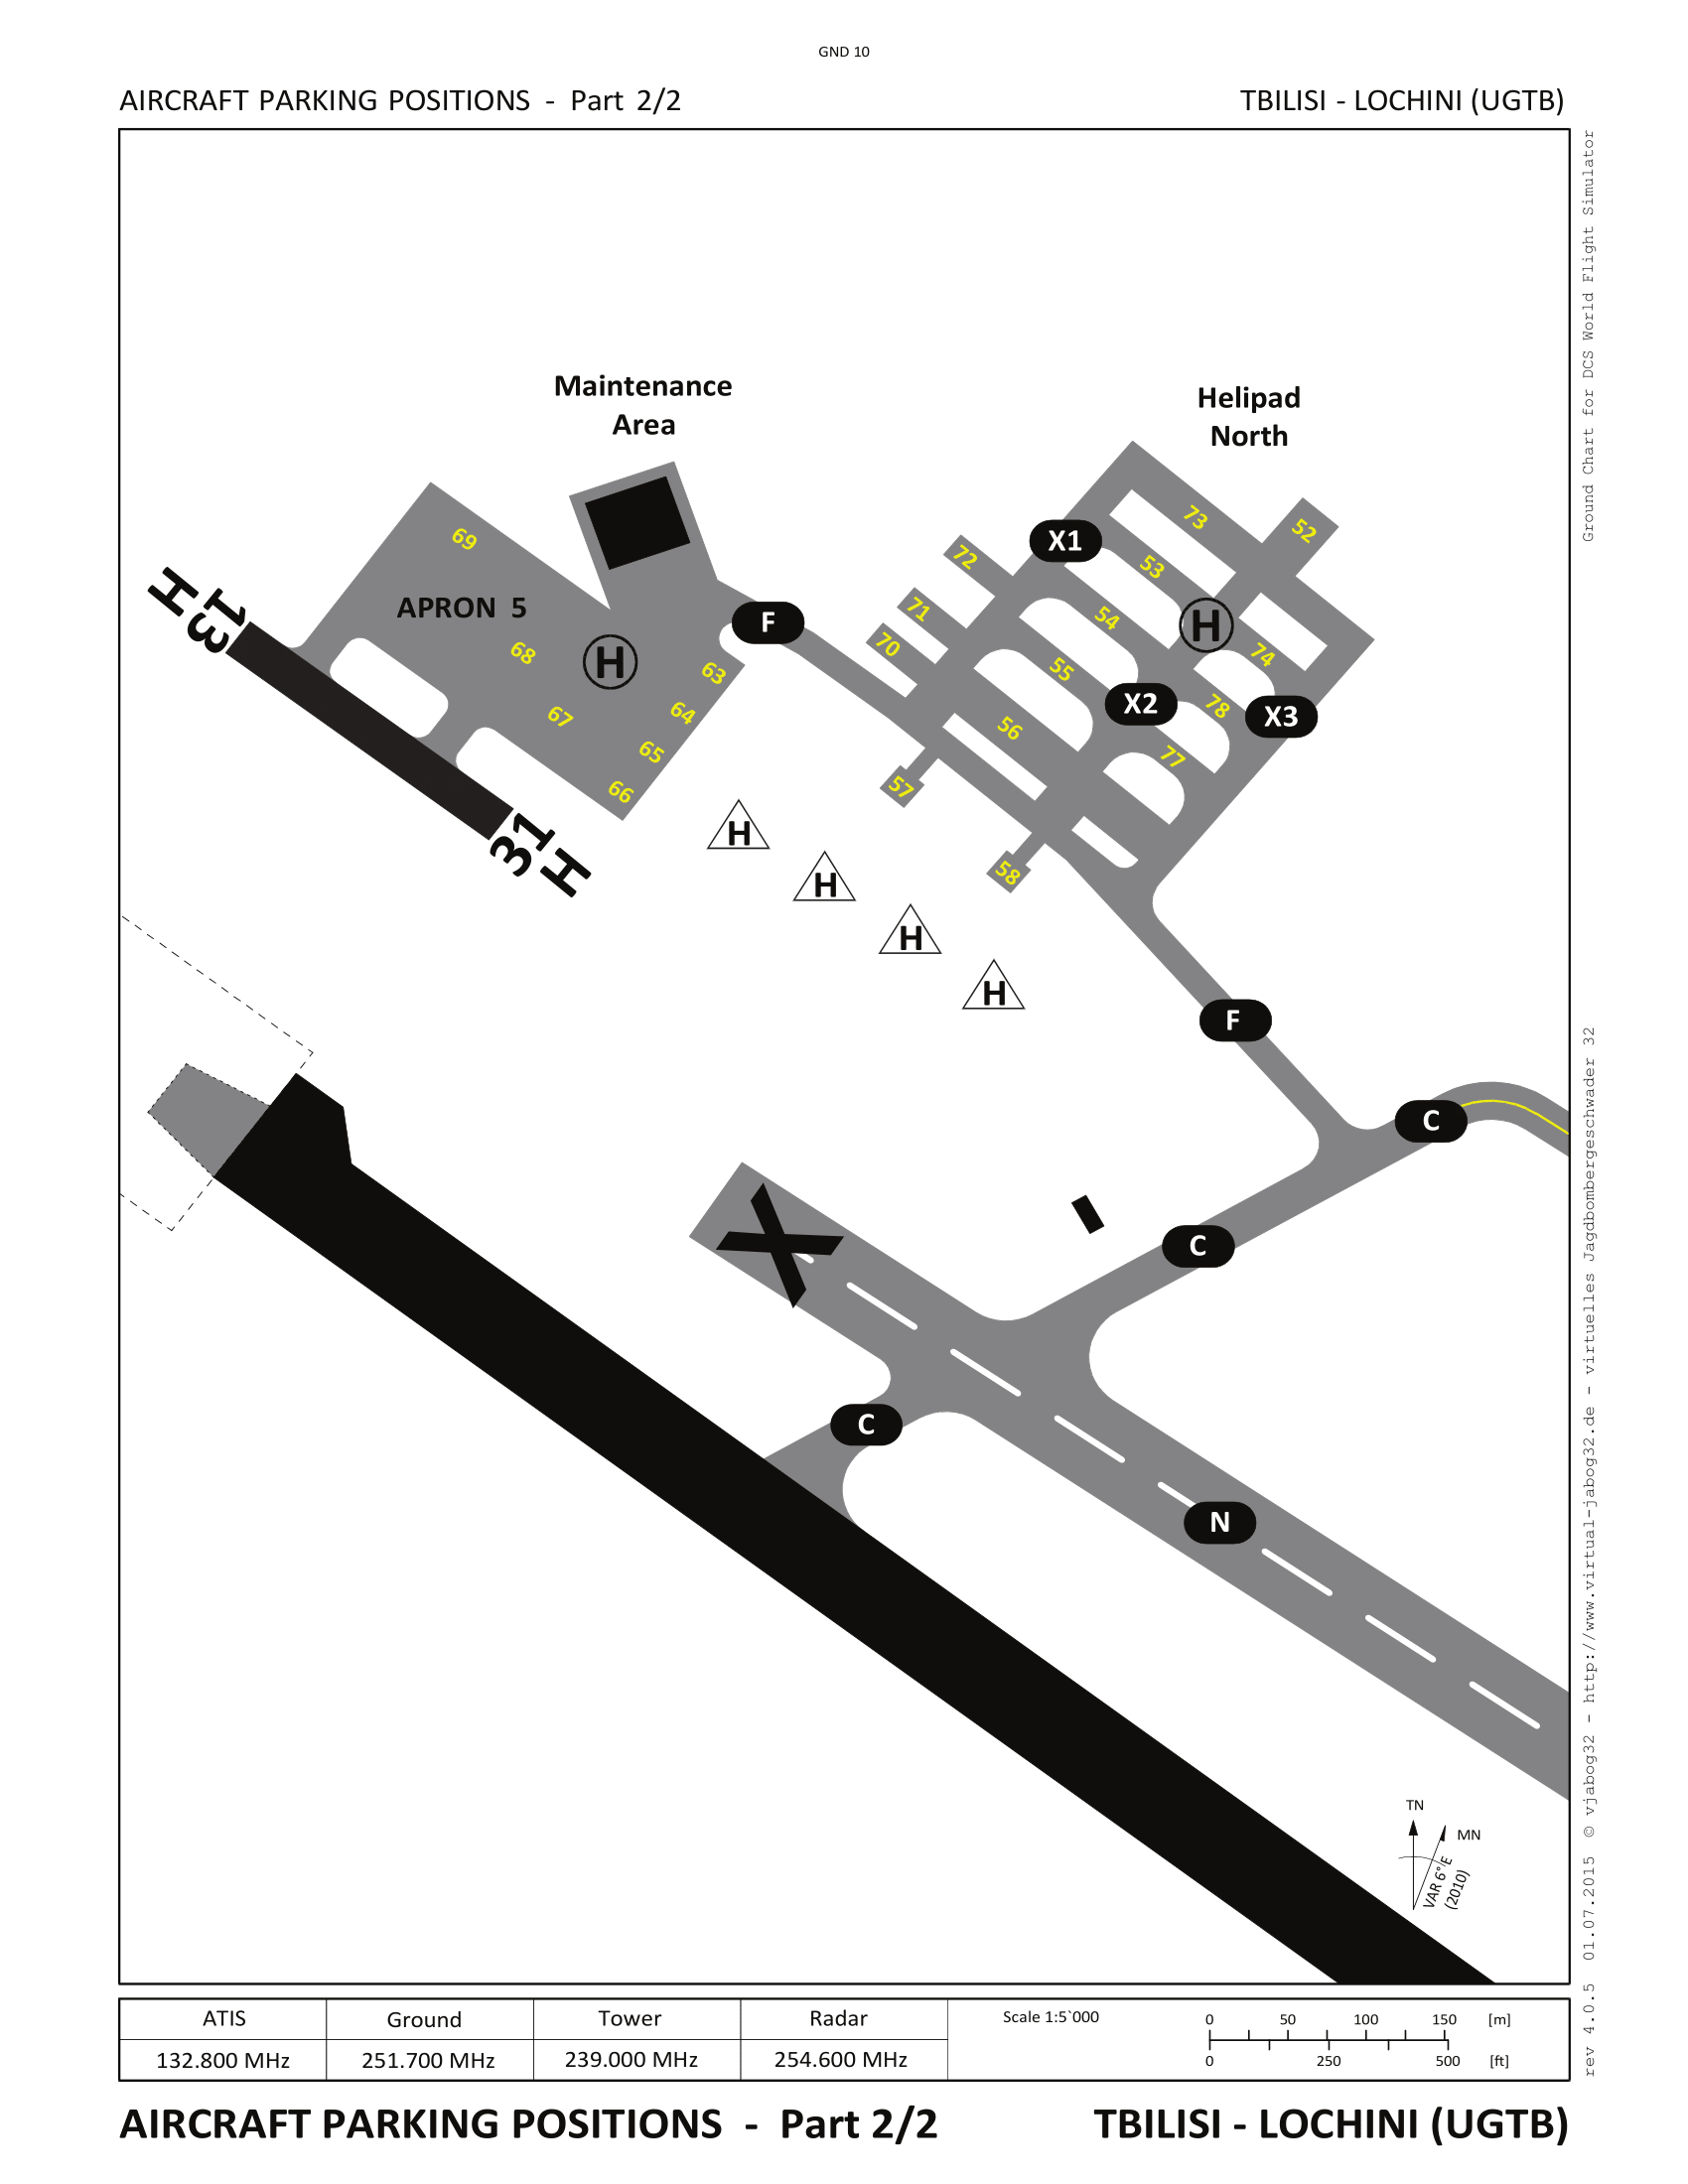 GND 10
AIRCRAFT PARKING POSITIONS - Part 2/2
TBILISI - LOCHINI (UGTB)
Maintenance
Area
Helipad
North
73
52
X1
69
72
53
APRON 5
71
54
H
F
H 13
70
74
68
H
63
55
X2
78
X3
64
67
56
65
77
57
66
H
31 H
58
H
H
H
F
C
C
C
N
TN
MN
VAR 6° E
(2010)
Ground Chart for DCS World Flight Simulator
rev 4.0.5 01.07.2015 © vjabog32 - http://www.virtual-jabog32.de - virtuelles Jagdbombergeschwader 32
ATIS
Ground
Tower
Radar
132.800 MHz
251.700 MHz
239.000 MHz
254.600 MHz
Scale 1:5`000
0 50 100 150 [m]
0 250 500 [ft]
AIRCRAFT PARKING POSITIONS - Part 2/2
TBILISI - LOCHINI (UGTB)